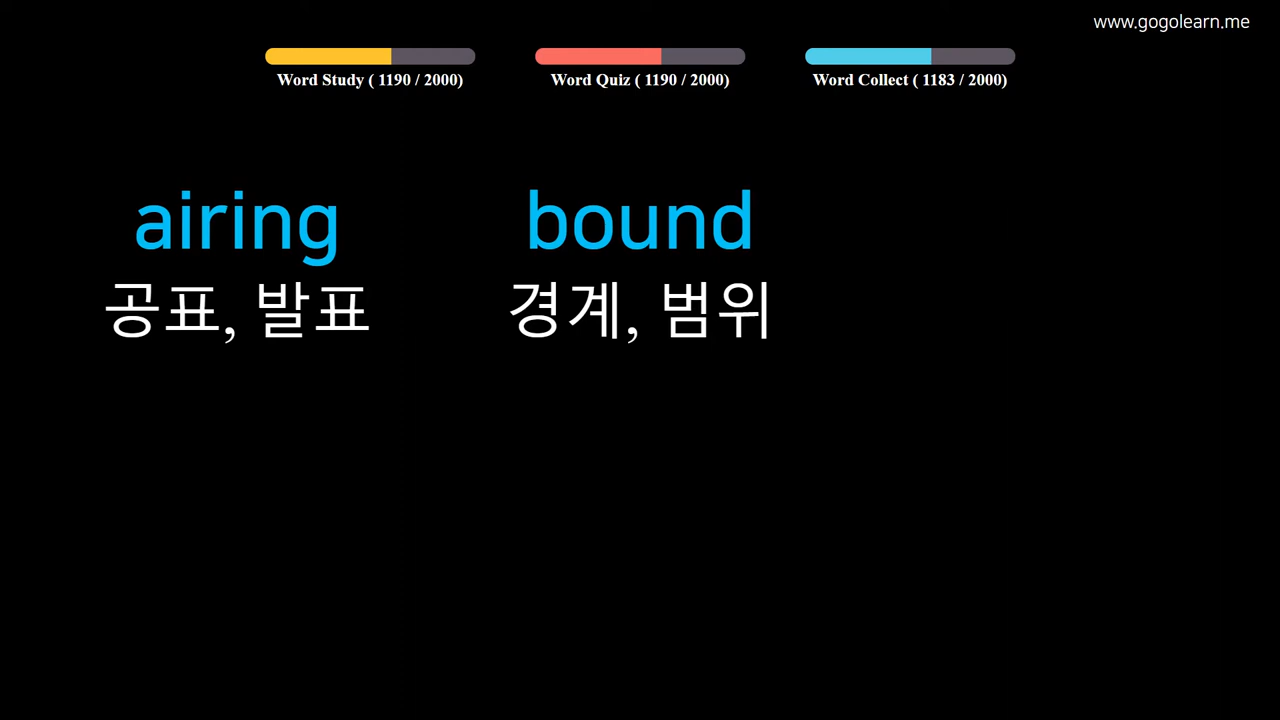 www.gogolearn.me
Word Study ( 1190 / 2000)
Word Quiz ( 1190 / 2000)
Word Collect ( 1183 / 2000)
airing
공표, 발표
bound
경계, 범위